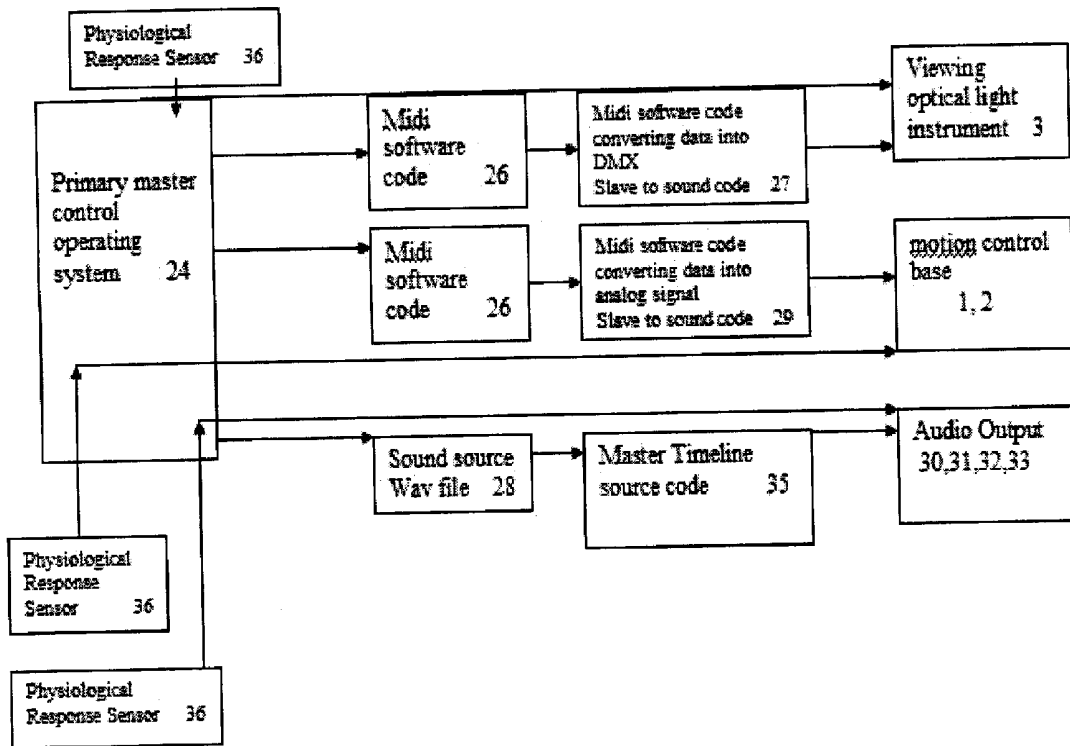 Physiological
Response Sensor 36
Viewing
optical light
instrument 3
Primary master
control
operating
system 24
Midi
software
code 26
Midi software code
converting data into
DMX
Slave to sound code 27
Midi
software
code 26
Midi software code
converting data into
analog signal
Slave to sound code 29
motion control
base
1, 2
Sound source
Wav file 28
Master Timeline
source code 35
Audio Output
30,31,32,33
Physiological
Response
Sensor 36
Physiological
Response Sensor 36